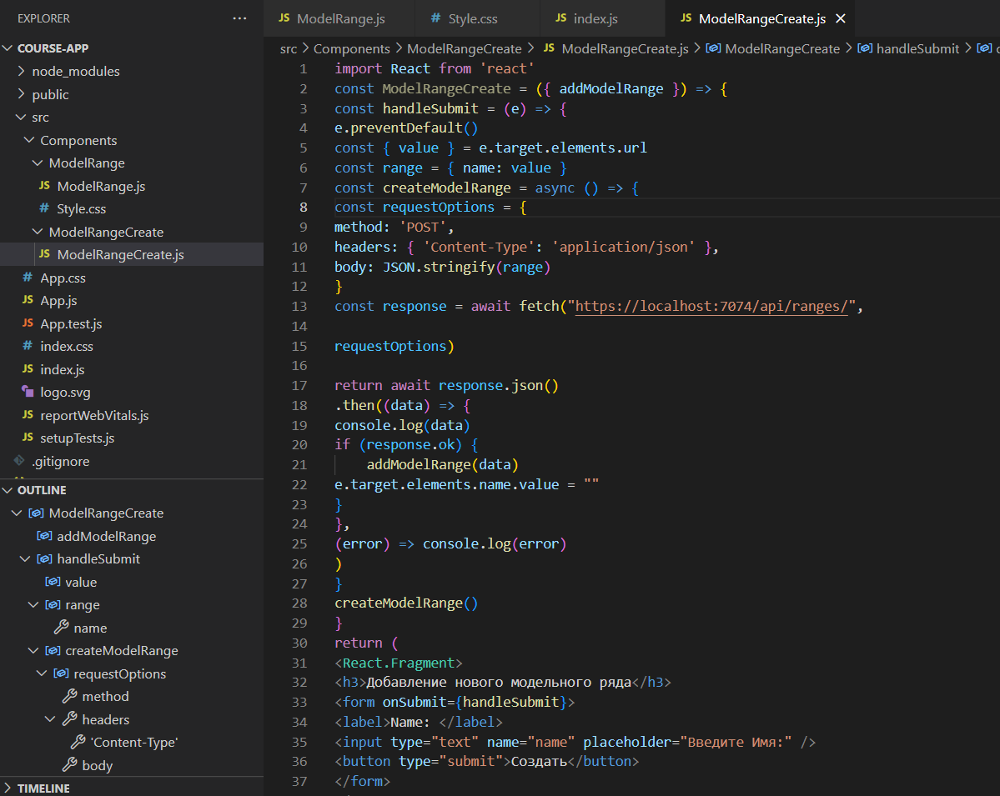 EXPLORER
COURSE-APP
node_modules
public
src
Components
ModelRange
JS ModelRange.js
# Style.css
ModelRangeCreate
JS ModelRangeCreate.js
# App.css
JS App.js
JS App.test.js
# index.css
JS index.js
logo.svg
JS reportWebVitals.js
JS setupTests.js
.gitignore
OUTLINE
ModelRangeCreate
addModelRange
handleSubmit
value
range
name
createModelRange
requestOptions
method
headers
'Content-Type'
body
TIMELINE
JS ModelRange.js # Style.css JS index.js JS ModelRangeCreate.js
src > Components > ModelRangeCreate > JS ModelRangeCreate.js > ModelRangeCreate > handleSubmit >
1 import React from 'react'
2 const ModelRangeCreate = ({ addModelRange }) => {
3 const handleSubmit = (e) => {
4 e.preventDefault()
5 const { value } = e.target.elements.url
6 const range = { name: value }
7 const createModelRange = async () => {
8 const requestOptions = {
9 method: 'POST',
10 headers: { 'Content-Type': 'application/json' },
11 body: JSON.stringify(range)
12 }
13 const response = await fetch("https://localhost:7074/api/ranges/",
14
15 requestOptions)
16
17 return await response.json()
18 .then((data) => {
19 console.log(data)
20 if (response.ok) {
21 addModelRange(data)
22 e.target.elements.name.value = ""
23 }
24 },
25 (error) => console.log(error)
26 )
27 }
28 createModelRange()
29 }
30 return (
31 <React.Fragment>
32 <h3>Добавление нового модельного ряда</h3>
33 <form onSubmit={handleSubmit}>
34 <label>Name: </label>
35 <input type="text" name="name" placeholder="Введите Имя:" />
36 <button type="submit">Создать</button>
37 </form>